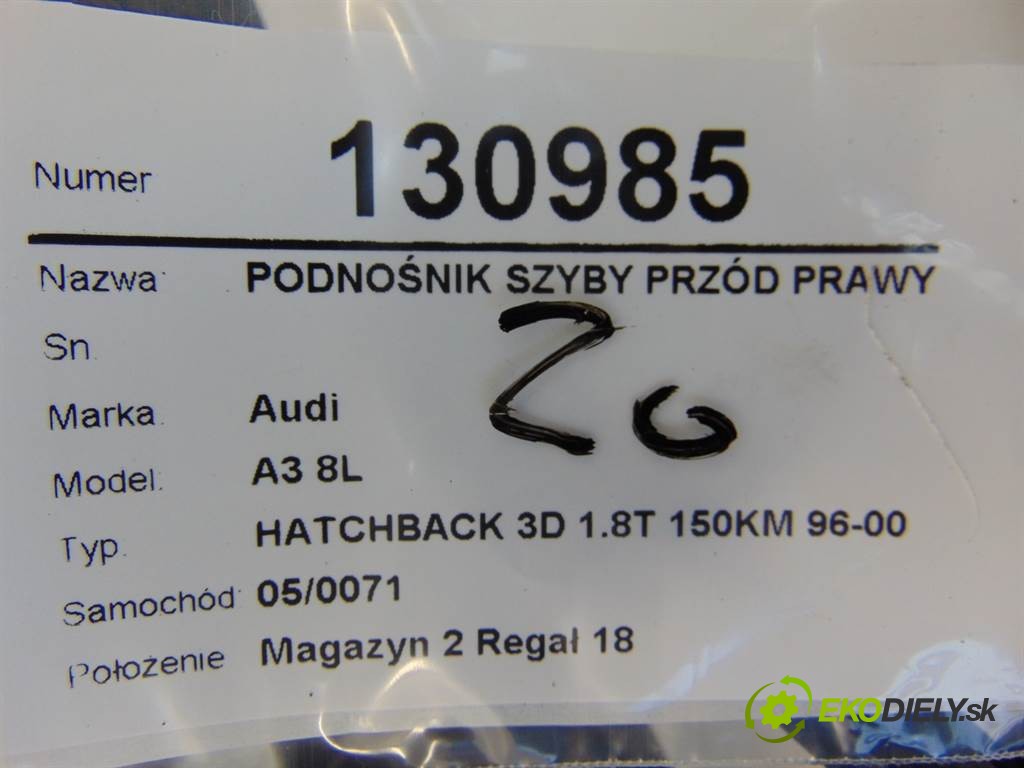 Numer 130985
Nazwa: PODNOŚNIK SZYBY PRZÓD PRAWY
Sn.
20
Marka: Audi
Model: A3 8L
Typ: HATCHBACK 3D 1.8T 150KM 96-00
Samochód: 05/0071
Położenie Magazyn 2 Regał 18
EKODIELY.sk